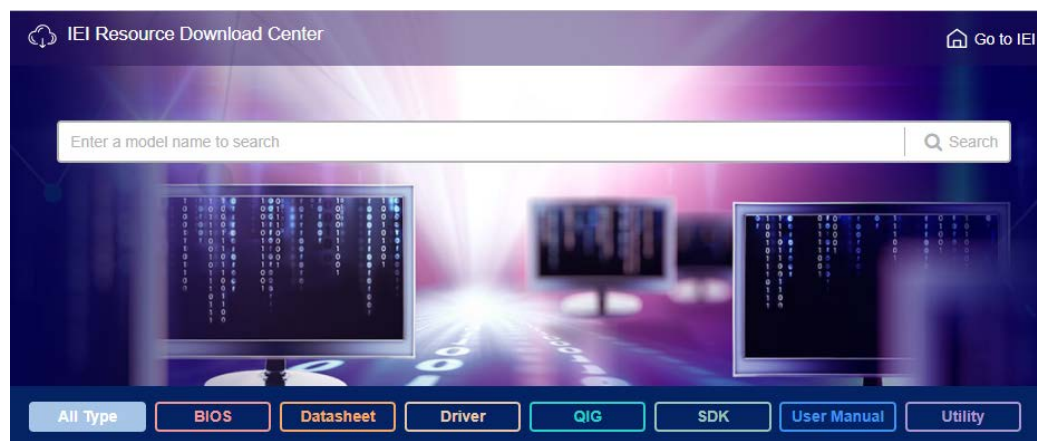 IEI Resource Download Center
Go to IEI
Enter a model name to search
Search
All Type BIOS Datasheet Driver QIG SDK User Manual Utility